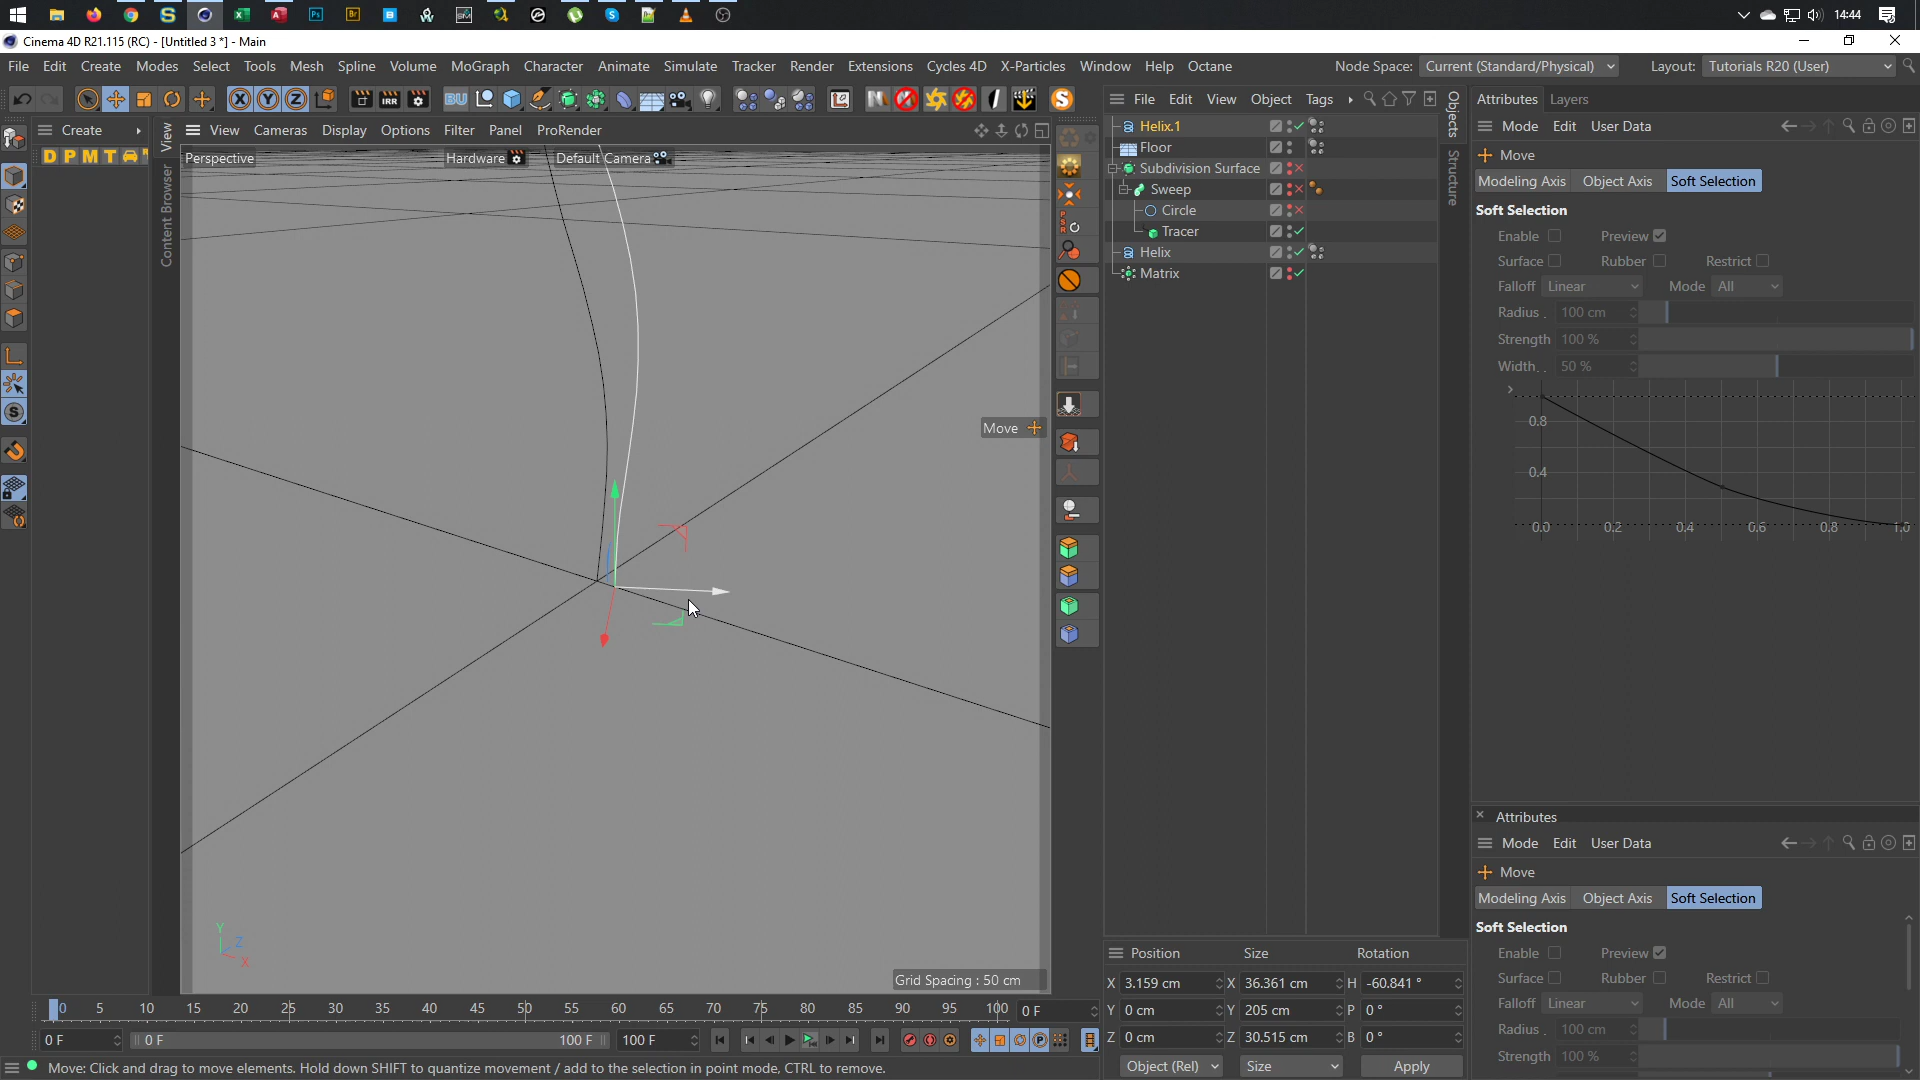 14:44
Cinema 4D R21.115 (RC) - [Untitled 3 *] - Main
File Edit Create Modes Select Tools Mesh Spline Volume MoGraph Character Animate Simulate Tracker Render Extensions Cycles 4D X-Particles Window Help Octane Node Space: Current (Standard/Physical) Layout: Tutorials R20 (User)
File Edit View Object Tags
Attributes Layers
Create
View Cameras Display Options Filter Panel ProRender
Mode Edit User Data
D P M T
Perspective Hardware Default Camera
View
Content Browser
Objects
Structure
Helix.1
Floor
Subdivision Surface
Sweep
Circle
Tracer
Helix
Matrix
Move
Modeling Axis Object Axis Soft Selection
Soft Selection
Enable Preview
Surface Rubber Restrict
Falloff Linear Mode All
Radius . 100 cm
Strength 100 %
Width. . 50 %
0.8
0.4
0.0 0.2 0.4 0.6 0.8 1.0
Move
Y
Z
X
Grid Spacing : 50 cm
Attributes
Mode Edit User Data
Move
Modeling Axis Object Axis Soft Selection
Soft Selection
Enable Preview
Surface Rubber Restrict
Falloff Linear Mode All
Radius . 100 cm
Strength 100 %
Position Size Rotation
X 3.159 cm X 36.361 cm H -60.841 °
Y 0 cm Y 205 cm P 0 °
Z 0 cm Z 30.515 cm B 0 °
Object (Rel) Size Apply
0 5 10 15 20 25 30 35 40 45 50 55 60 65 70 75 80 85 90 95 100 0 F
0 F 0 F 100 F 100 F
Move: Click and drag to move elements. Hold down SHIFT to quantize movement / add to the selection in point mode, CTRL to remove.